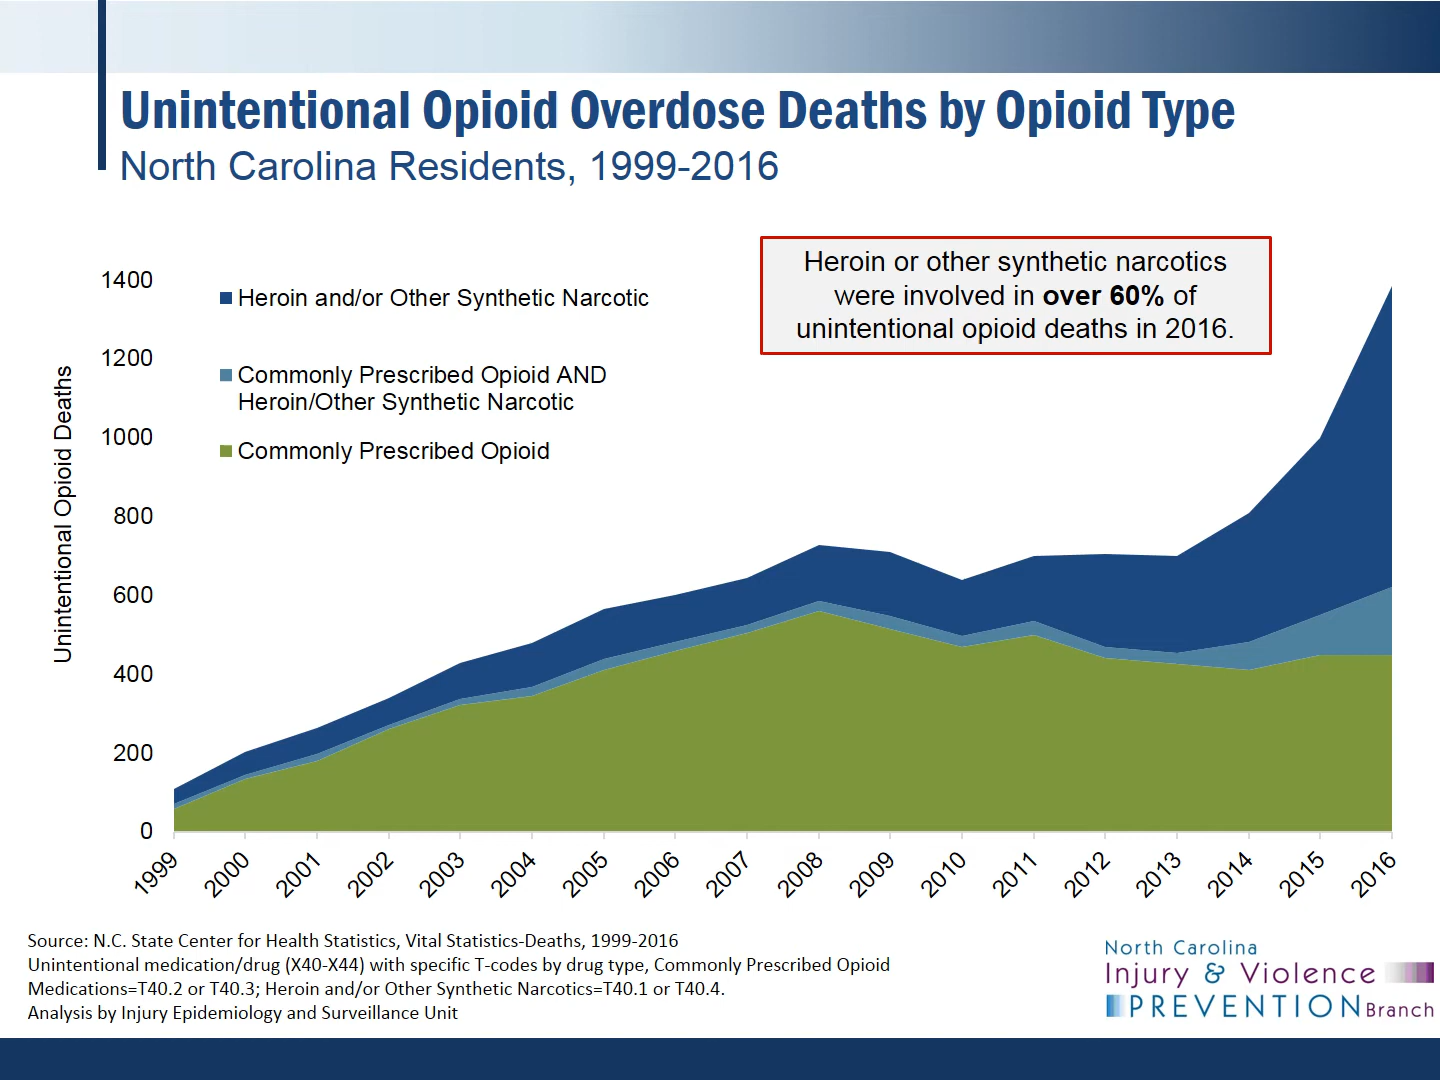 Unintentional Opioid Overdose Deaths by Opioid Type
North Carolina Residents, 1999-2016
Heroin or other synthetic narcotics
were involved in over 60% of
unintentional opioid deaths in 2016.
Unintentional Opioid Deaths
1400
1200
1000
800
600
400
200
0
Heroin and/or Other Synthetic Narcotic
Commonly Prescribed Opioid AND
Heroin/Other Synthetic Narcotic
Commonly Prescribed Opioid
1999
2000
2001
2002
2003
2004
2005
2006
2007
2008
2009
2010
2011
2012
2013
2014
2015
2016
Source: N.C. State Center for Health Statistics, Vital Statistics-Deaths, 1999-2016
Unintentional medication/drug (X40-X44) with specific T-codes by drug type, Commonly Prescribed Opioid
Medications=T40.2 or T40.3; Heroin and/or Other Synthetic Narcotics=T40.1 or T40.4.
Analysis by Injury Epidemiology and Surveillance Unit
North Carolina
Injury & Violence
PREVENTION Branch